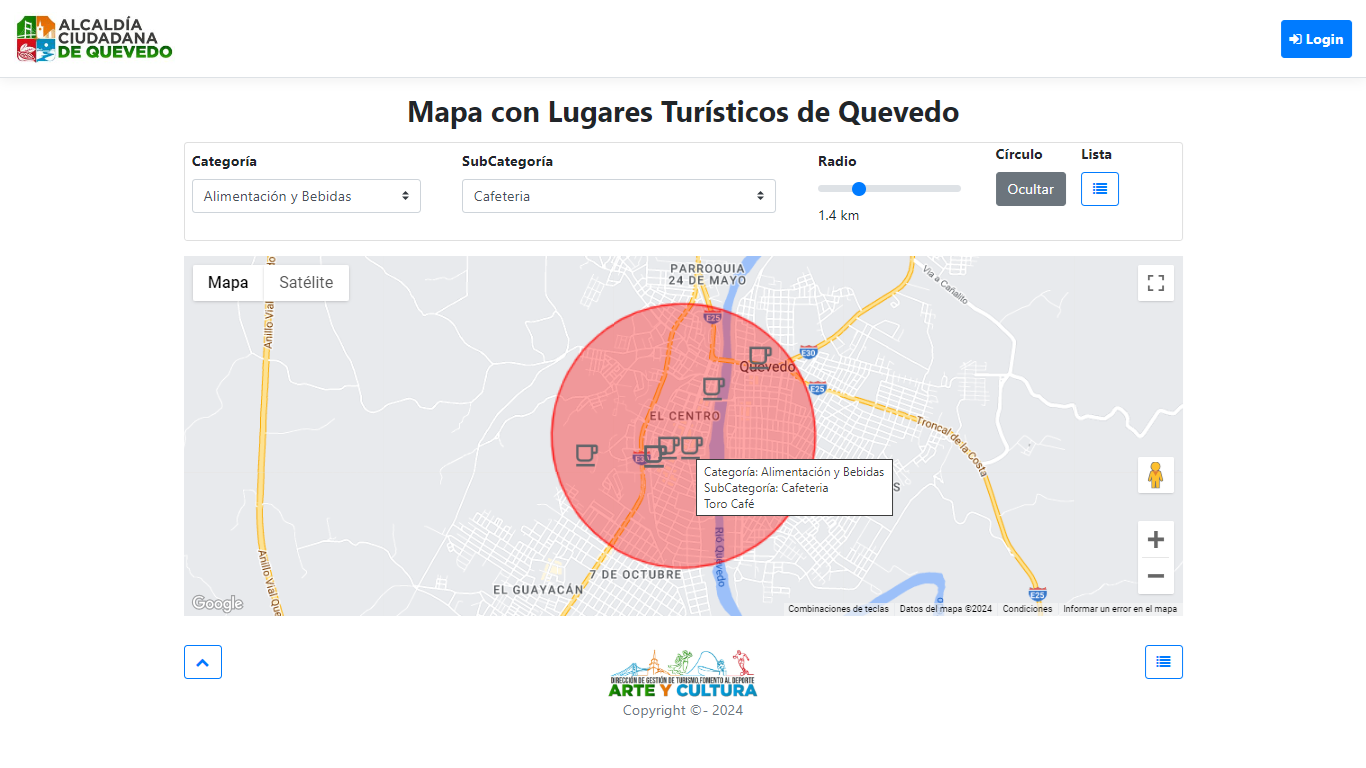 ALCALDÍA
CIUDADANA
DE QUEVEDO
Login
Mapa con Lugares Turísticos de Quevedo
Categoría
SubCategoría
Radio
Círculo
Lista
Alimentación y Bebidas
Cafeteria
1.4 km
Ocultar
Mapa
Satélite
PARROQUIA
24 DE MAYO
Vía a Cañalito
Anillo Vial
E25
E30
Quevedo
E25
EL CENTRO
Troncal de la Costa
Categoría: Alimentación y Bebidas
SubCategoría: Cafeteria
Toro Café
S
Río Quevedo
Anillo Vial Que
7 DE OCTUBRE
EL GUAYACÁN
E25
Google
Combinaciones de teclas
Datos del mapa ©2024
Condiciones
Informar un error en el mapa
DIRECCIÓN DE GESTIÓN DE TURISMO, FOMENTO AL DEPORTE
ARTE Y CULTURA
Copyright ©- 2024